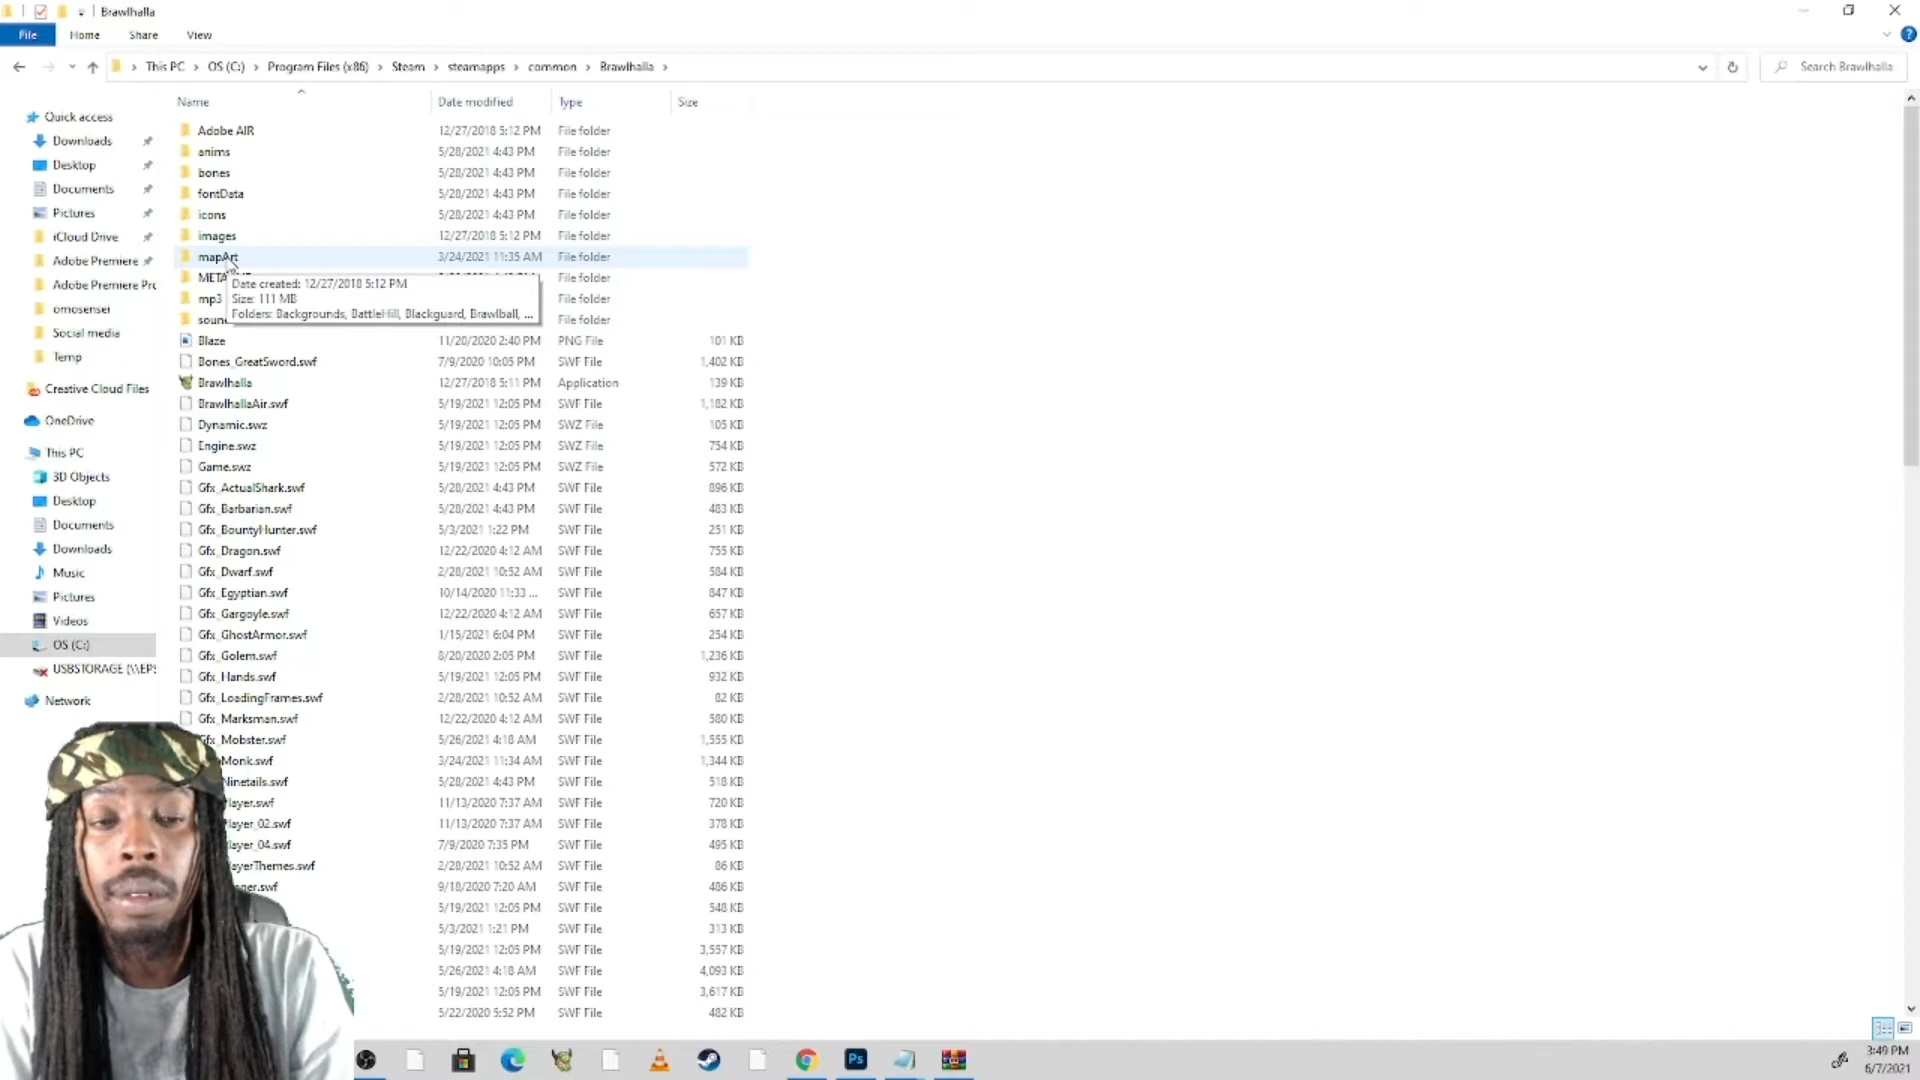 Brawlhalla
File Home Share View
This PC OS (C:) Program Files (x86) Steam steamapps common Brawlhalla Search Brawlhalla
Name Date modified Type Size
Quick access
Downloads
Desktop
Documents
Pictures
iCloud Drive
Adobe Premiere
Adobe Premiere Pro
omosensei
Social media
Temp
Creative Cloud Files
OneDrive
This PC
3D Objects
Desktop
Documents
Downloads
Music
Pictures
Videos
OS (C:)
USBSTORAGE (\\EPS
Network
Adobe AIR 12/27/2018 5:12 PM File folder
anims 5/28/2021 4:43 PM File folder
bones 5/28/2021 4:43 PM File folder
fontData 5/28/2021 4:43 PM File folder
icons 5/28/2021 4:43 PM File folder
images 12/27/2018 5:12 PM File folder
mapArt 3/24/2021 11:35 AM File folder
META File folder
mp3 File folder
soun File folder
Date created: 12/27/2018 5:12 PM
Size: 111 MB
Folders: Backgrounds, BattleHill, Blackguard, Brawlball, ...
Blaze 11/20/2020 2:40 PM PNG File 101 KB
Bones_GreatSword.swf 7/9/2020 10:05 PM SWF File 1,402 KB
Brawlhalla 12/27/2018 5:11 PM Application 139 KB
BrawlhallaAir.swf 5/19/2021 12:05 PM SWF File 1,182 KB
Dynamic.swz 5/19/2021 12:05 PM SWZ File 105 KB
Engine.swz 5/19/2021 12:05 PM SWZ File 754 KB
Game.swz 5/19/2021 12:05 PM SWZ File 572 KB
Gfx_ActualShark.swf 5/28/2021 4:43 PM SWF File 896 KB
Gfx_Barbarian.swf 5/28/2021 4:43 PM SWF File 483 KB
Gfx_BountyHunter.swf 5/3/2021 1:22 PM SWF File 251 KB
Gfx_Dragon.swf 12/22/2020 4:12 AM SWF File 755 KB
Gfx_Dwarf.swf 2/28/2021 10:52 AM SWF File 584 KB
Gfx_Egyptian.swf 10/14/2020 11:33 ... SWF File 847 KB
Gfx_Gargoyle.swf 12/22/2020 4:12 AM SWF File 657 KB
Gfx_GhostArmor.swf 1/15/2021 6:04 PM SWF File 254 KB
Gfx_Golem.swf 8/20/2020 2:05 PM SWF File 1,236 KB
Gfx_Hands.swf 5/19/2021 12:05 PM SWF File 932 KB
Gfx_LoadingFrames.swf 2/28/2021 10:52 AM SWF File 82 KB
Gfx_Marksman.swf 12/22/2020 4:12 AM SWF File 580 KB
Gfx_Mobster.swf 5/26/2021 4:18 AM SWF File 1,555 KB
Monk.swf 3/24/2021 11:34 AM SWF File 1,344 KB
Ninetails.swf 5/28/2021 4:43 PM SWF File 518 KB
layer.swf 11/13/2020 7:37 AM SWF File 720 KB
layer_02.swf 11/13/2020 7:37 AM SWF File 378 KB
layer_04.swf 7/9/2020 7:35 PM SWF File 495 KB
ayerThemes.swf 2/28/2021 10:52 AM SWF File 86 KB
ner.swf 9/18/2020 7:20 AM SWF File 486 KB
5/19/2021 12:05 PM SWF File 548 KB
5/3/2021 1:21 PM SWF File 313 KB
5/19/2021 12:05 PM SWF File 3,557 KB
5/26/2021 4:18 AM SWF File 4,093 KB
5/19/2021 12:05 PM SWF File 3,617 KB
5/22/2020 5:52 PM SWF File 482 KB
Ps
3:49 PM
6/7/2021